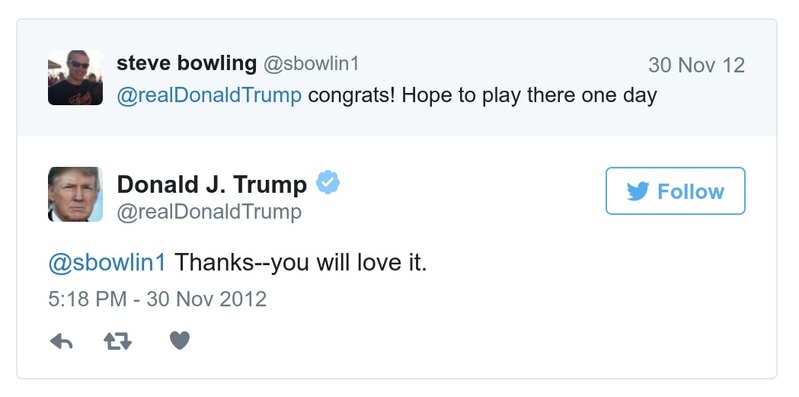 steve bowling @sbowlin1 30 Nov 12
@realDonaldTrump congrats! Hope to play there one day
Donald J. Trump
Follow
@realDonaldTrump
@sbowlin1 Thanks--you will love it.
5:18 PM - 30 Nov 2012